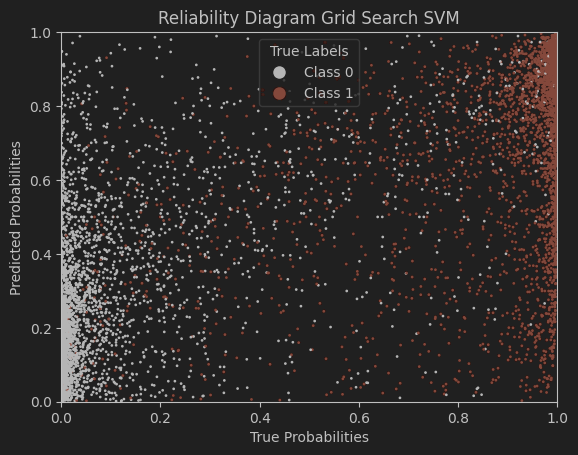 Reliability Diagram Grid Search SVM
True Labels
Class 0
Class 1
Predicted Probabilities
1.0
0.8
0.6
0.4
0.2
0.0
0.0 0.2 0.4 0.6 0.8 1.0
True Probabilities